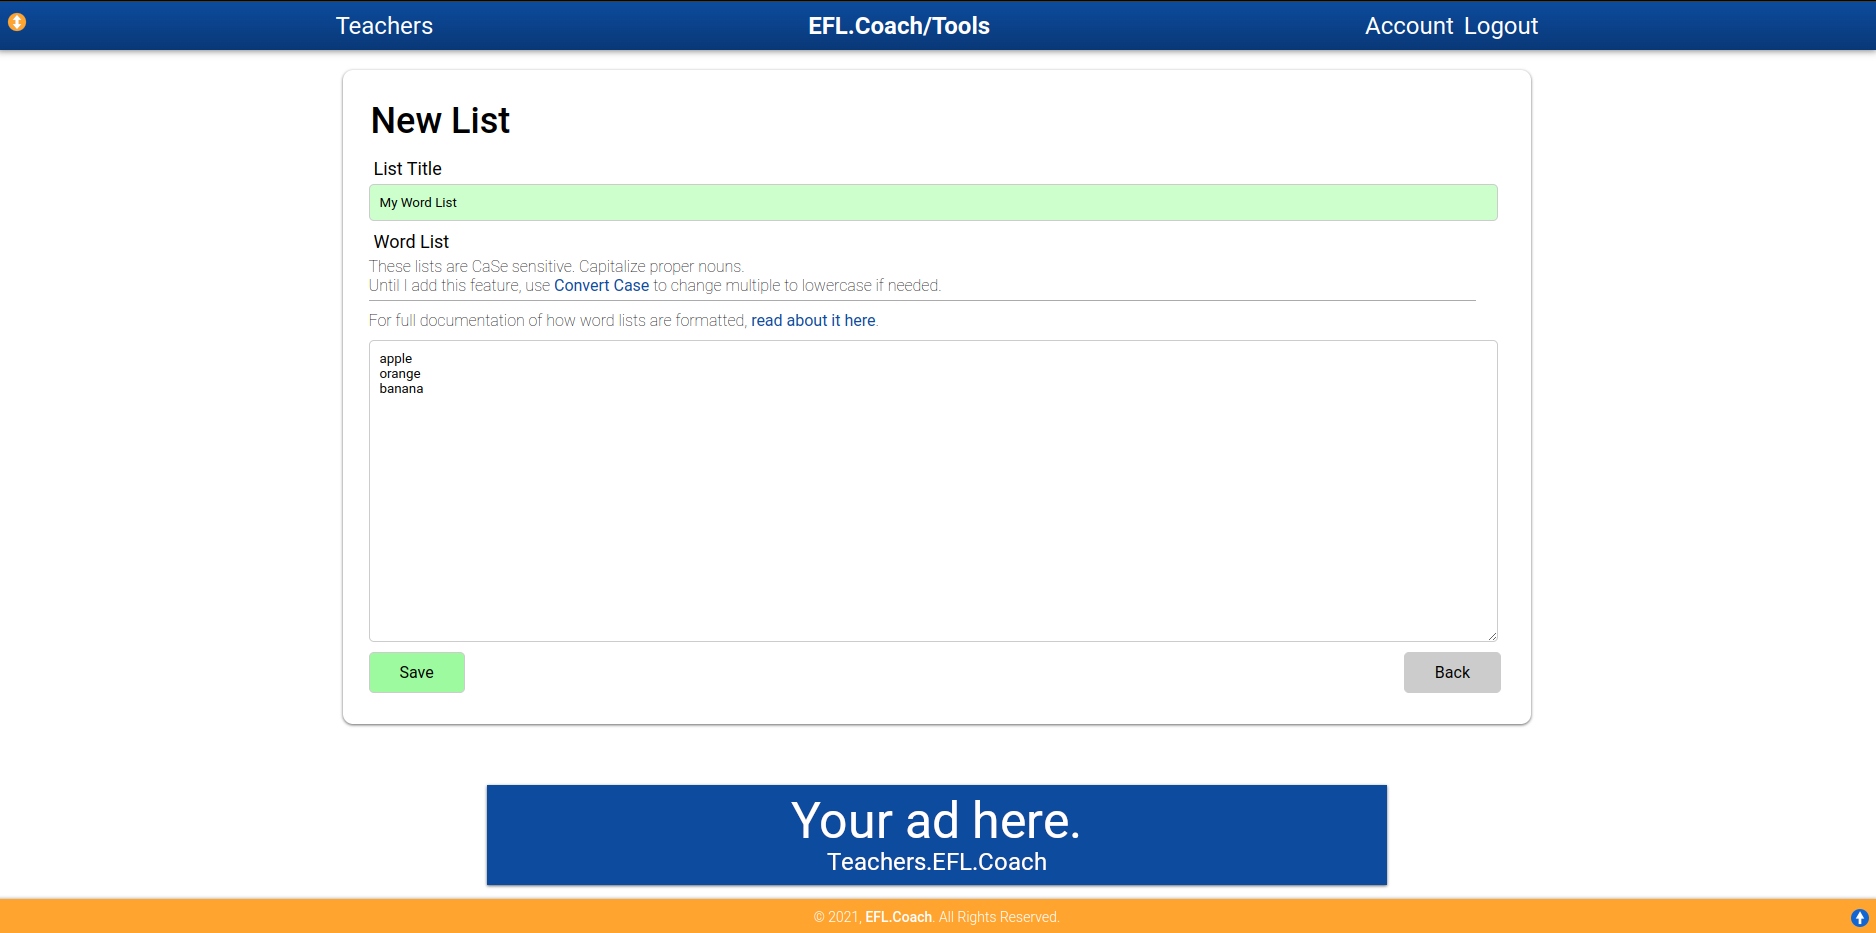 Teachers
EFL.Coach/Tools
Account Logout
New List
List Title
My Word List
Word List
These lists are CaSe sensitive. Capitalize proper nouns.
Until I add this feature, use Convert Case to change multiple to lowercase if needed.
For full documentation of how word lists are formatted, read about it here.
apple
orange
banana
Save
Back
Your ad here.
Teachers.EFL.Coach
© 2021, EFL.Coach. All Rights Reserved.